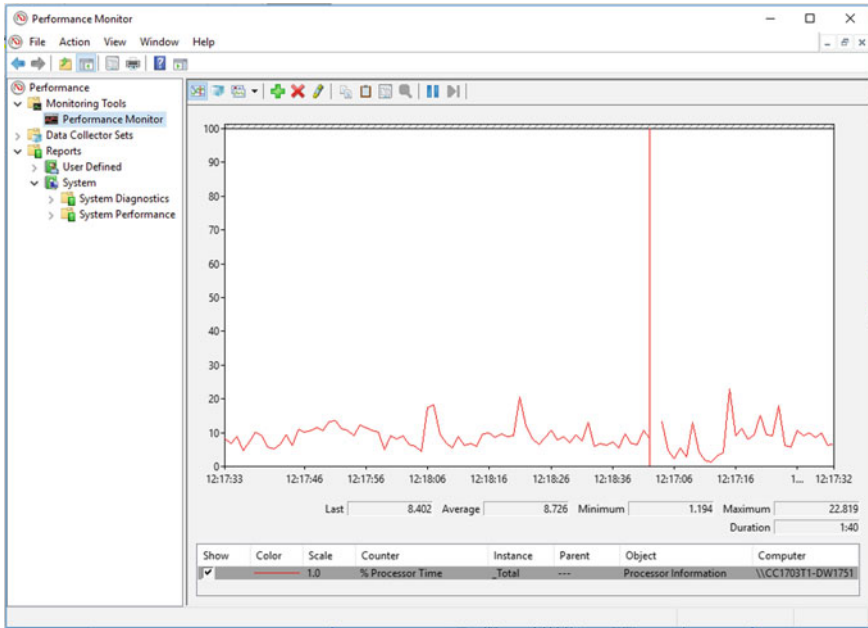 Performance Monitor
File Action View Window Help
Performance
Monitoring Tools
Performance Monitor
Data Collector Sets
Reports
User Defined
System
System Diagnostics
System Performance
100
90
80
70
60
50
40
30
20
10
0
12:17:33 12:17:46 12:17:56 12:18:06 12:18:16 12:18:26 12:18:36 12:17:06 12:17:16 1... 12:17:32
Last 8.402 Average 8.726 Minimum 1.194 Maximum 22.819
Duration 1:40
Show Color Scale Counter Instance Parent Object Computer
1.0 % Processor Time _Total --- Processor Information \\CC1703T1-DW1751